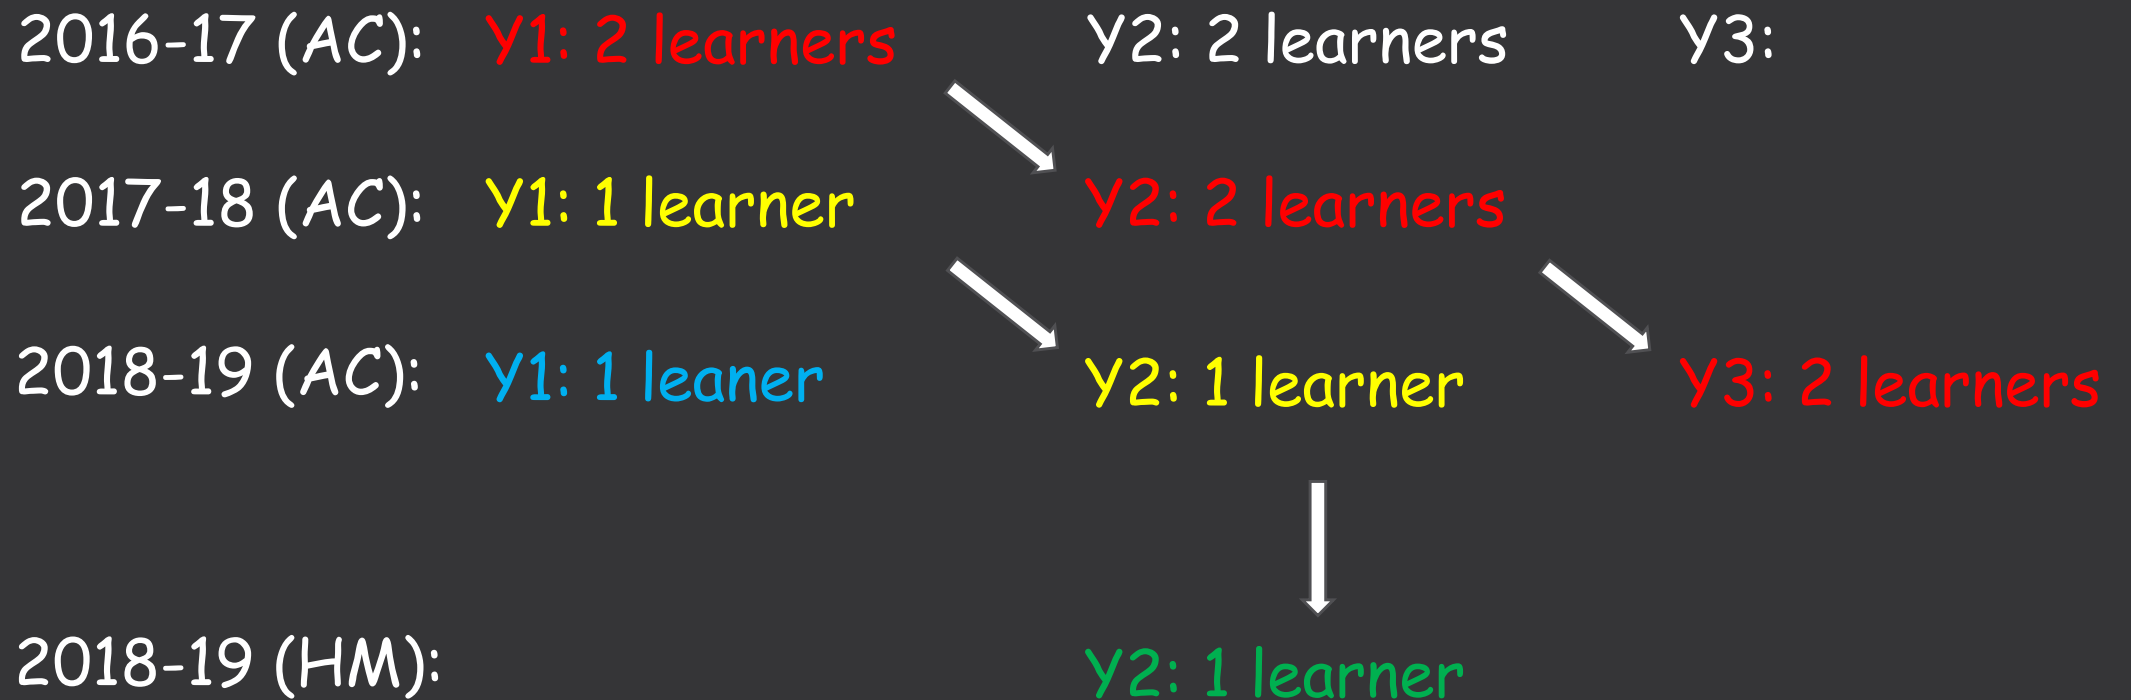 2016-17 (AC): Y1: 2 learners Y2: 2 learners Y3:
2017-18 (AC): Y1: 1 learner Y2: 2 learners
2018-19 (AC): Y1: 1 leaner Y2: 1 learner Y3: 2 learners
2018-19 (HM): Y2: 1 learner